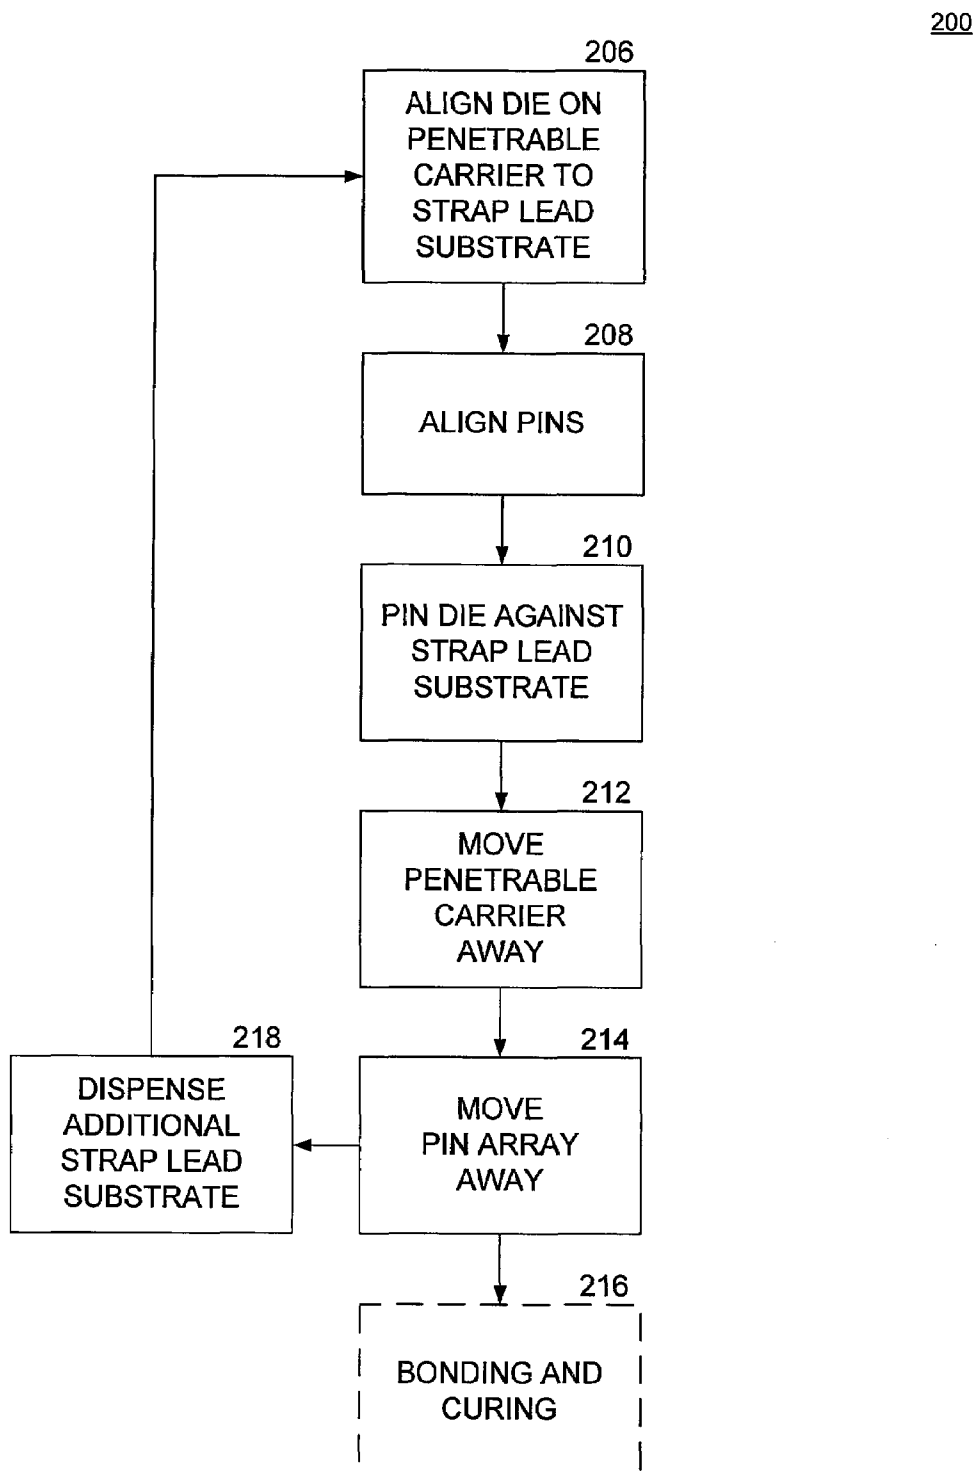 200
206
ALIGN DIE ON
PENETRABLE
CARRIER TO
STRAP LEAD
SUBSTRATE
208
ALIGN PINS
210
PIN DIE AGAINST
STRAP LEAD
SUBSTRATE
212
MOVE
PENETRABLE
CARRIER
AWAY
214
MOVE
PIN ARRAY
AWAY
218
DISPENSE
ADDITIONAL
STRAP LEAD
SUBSTRATE
216
BONDING AND
CURING